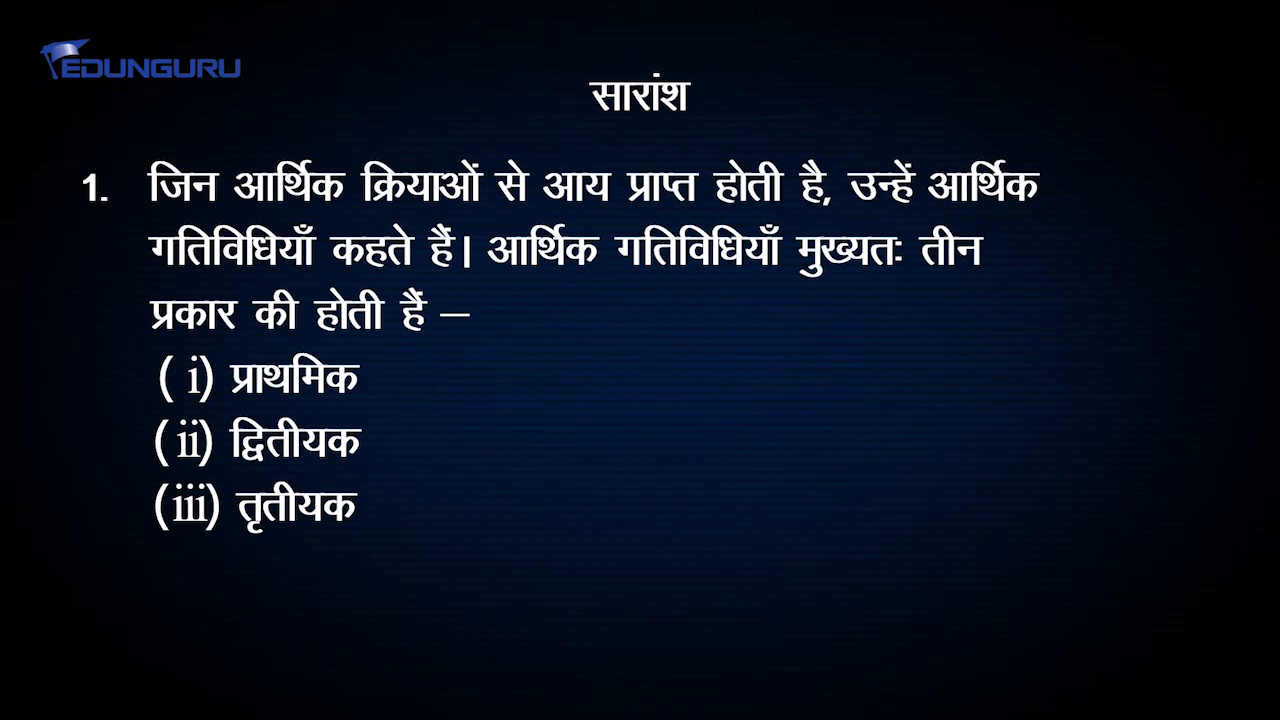 EDUNGURU
सारांश
1. जिन आर्थिक क्रियाओं से आय प्राप्त होती है, उन्हें आर्थिक
गतिविधियाँ कहते हैं। आर्थिक गतिविधियाँ मुख्यतः तीन
प्रकार की होती हैं –
( i) प्राथमिक
(ii) द्वितीयक
(iii) तृतीयक